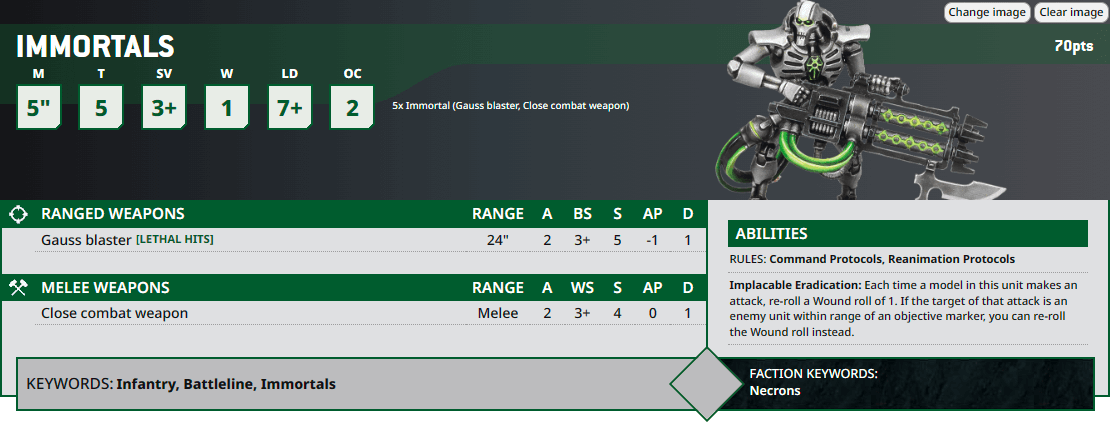 Change image Clear image
IMMORTALS
70pts
M T SV W LD OC
5" 5 3+ 1 7+ 2
5x Immortal (Gauss blaster, Close combat weapon)
RANGED WEAPONS RANGE A BS S AP D
Gauss blaster [LETHAL HITS] 24" 2 3+ 5 -1 1
MELEE WEAPONS RANGE A WS S AP D
Close combat weapon Melee 2 3+ 4 0 1
ABILITIES
RULES: Command Protocols, Reanimation Protocols
Implacable Eradication: Each time a model in this unit makes an
attack, re-roll a Wound roll of 1. If the target of that attack is an
enemy unit within range of an objective marker, you can re-roll
the Wound roll instead.
KEYWORDS: Infantry, Battleline, Immortals
FACTION KEYWORDS:
Necrons